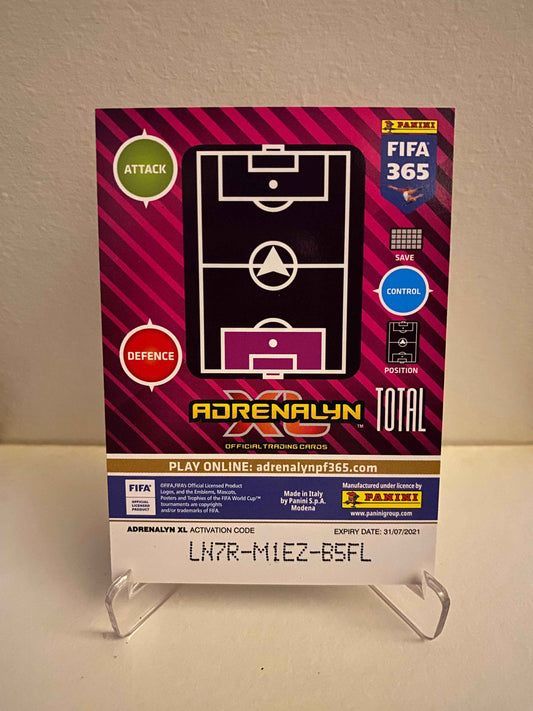 PANINI
FIFA
365
ATTACK
SAVE
CONTROL
DEFENCE
POSITION
ADRENALYN
XL
™
OFFICIAL TRADING CARDS
TOTAL
PLAY ONLINE: adrenalynpf365.com
FIFA®
OFFICIAL
LICENSED
PRODUCT
©FIFA, FIFA's Official Licensed Product
Logos, and the Emblems, Mascots,
Posters and Trophies of the FIFA World Cup™
tournaments are copyrights
and/or trademarks of FIFA.
Made in Italy
by Panini S.p.A.
Modena
Manufactured under licence by
PANINI
www.paninigroup.com
ADRENALYN XL ACTIVATION CODE
EXPIRY DATE: 31/07/2021
LN7R-M1EZ-B5FL